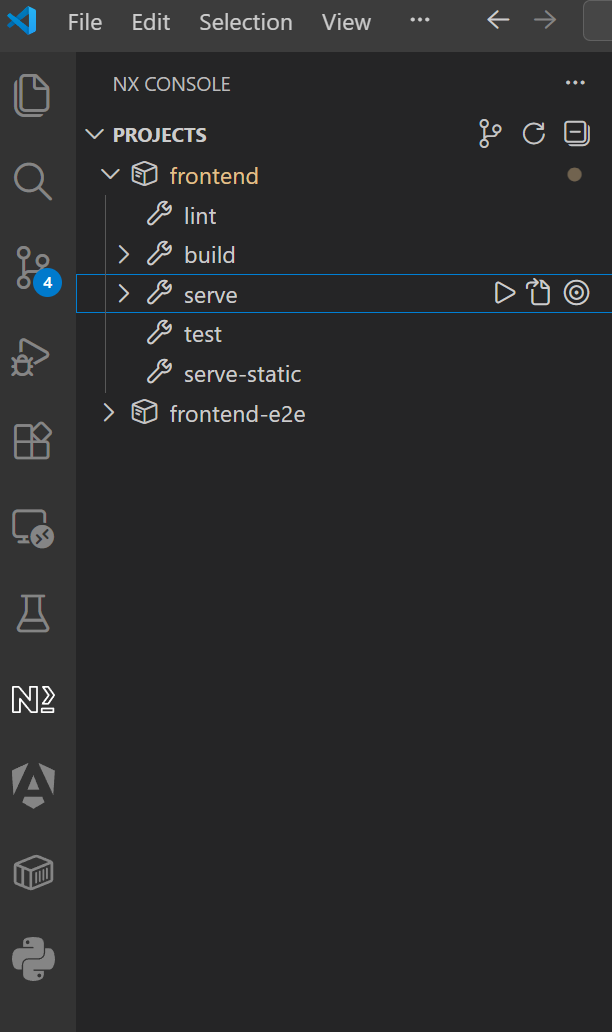 File Edit Selection View ...
NX CONSOLE
PROJECTS
frontend
lint
build
4
serve
test
serve-static
frontend-e2e